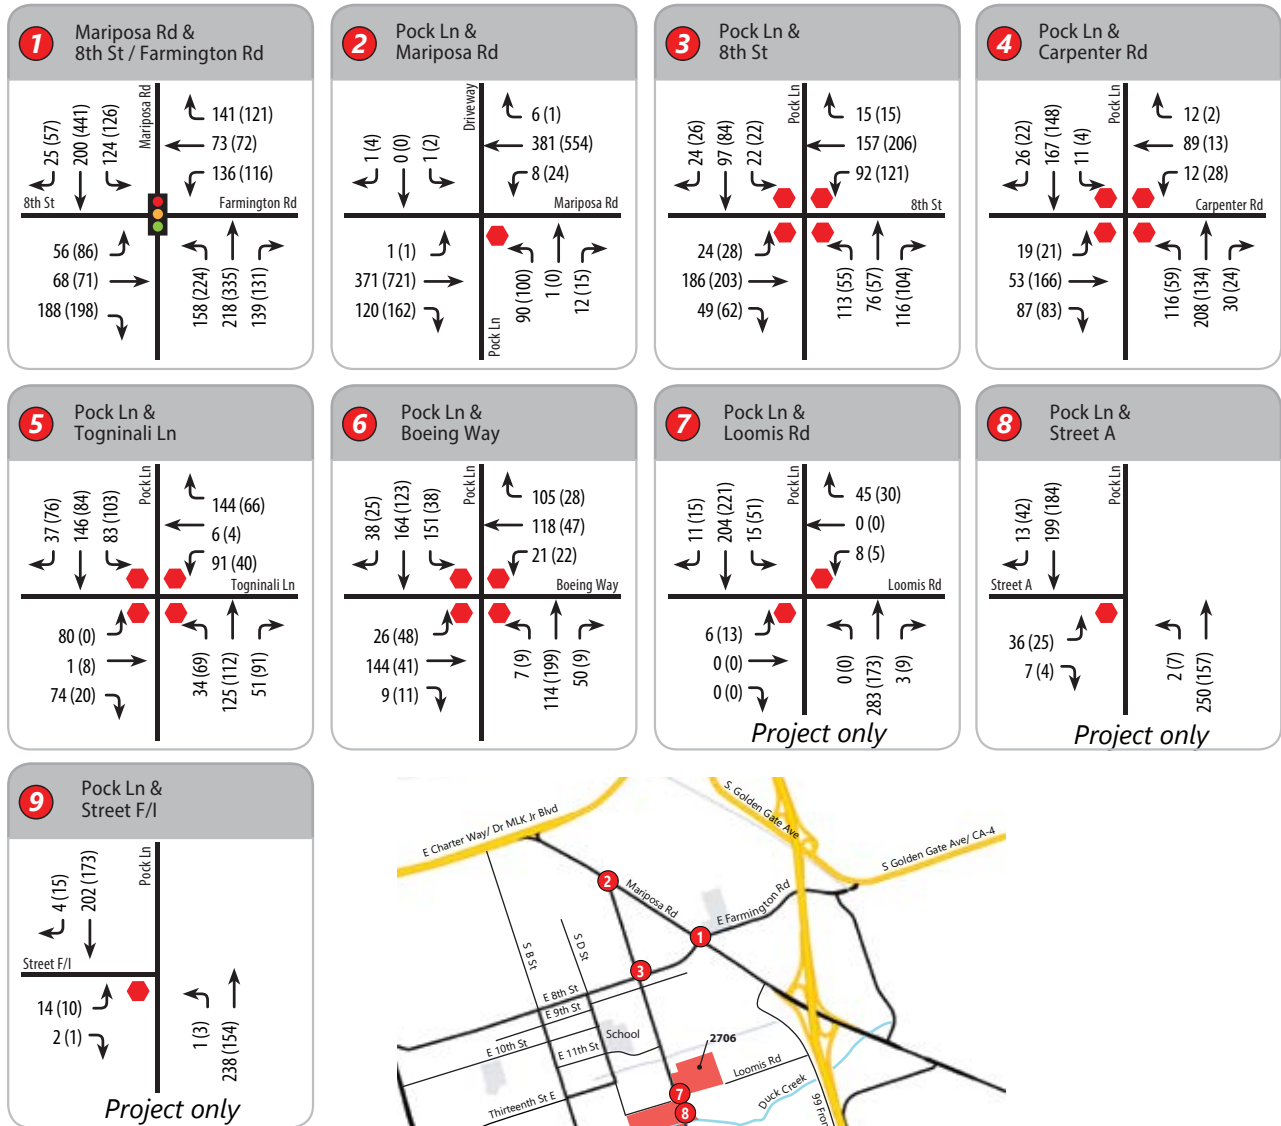 1
Mariposa Rd &
8th St / Farmington Rd
25 (57)
200 (441)
124 (126)
Mariposa Rd
141 (121)
73 (72)
136 (116)
8th St
Farmington Rd
56 (86)
68 (71)
188 (198)
158 (224)
218 (335)
139 (131)
2
Pock Ln &
Mariposa Rd
1 (4)
0 (0)
1 (2)
Driveway
6 (1)
381 (554)
8 (24)
Mariposa Rd
1 (1)
371 (721)
120 (162)
Pock Ln
90 (100)
1 (0)
12 (15)
3
Pock Ln &
8th St
24 (26)
97 (84)
22 (22)
Pock Ln
15 (15)
157 (206)
92 (121)
8th St
24 (28)
186 (203)
49 (62)
113 (55)
76 (57)
116 (104)
4
Pock Ln &
Carpenter Rd
26 (22)
167 (148)
11 (4)
Pock Ln
12 (2)
89 (13)
12 (28)
Carpenter Rd
19 (21)
53 (166)
87 (83)
116 (59)
208 (134)
30 (24)
5
Pock Ln &
Togninali Ln
37 (76)
146 (84)
83 (103)
Pock Ln
144 (66)
6 (4)
91 (40)
Togninali Ln
80 (0)
1 (8)
74 (20)
34 (69)
125 (112)
51 (91)
6
Pock Ln &
Boeing Way
38 (25)
164 (123)
151 (38)
Pock Ln
105 (28)
118 (47)
21 (22)
Boeing Way
26 (48)
144 (41)
9 (11)
7 (9)
114 (199)
50 (9)
7
Pock Ln &
Loomis Rd
11 (15)
204 (221)
15 (51)
Pock Ln
45 (30)
0 (0)
8 (5)
Loomis Rd
6 (13)
0 (0)
0 (0)
0 (0)
283 (173)
3 (9)
Project only
8
Pock Ln &
Street A
13 (42)
199 (184)
Pock Ln
Street A
36 (25)
7 (4)
2 (7)
250 (157)
Project only
9
Pock Ln &
Street F/I
4 (15)
202 (173)
Pock Ln
Street F/I
14 (10)
2 (1)
1 (3)
238 (154)
Project only
E Charter Way/ Dr MLK Jr Blvd
S. Golden Gate Ave
S Golden Gate Ave/ CA-4
2
Mariposa Rd
E Farmington Rd
1
S B St
S D St
3
E 8th St
E 9th St
E 10th St
E 11th St
School
2706
Loomis Rd
Duck Creek
Thirteenth St E
7
8
99 Fron